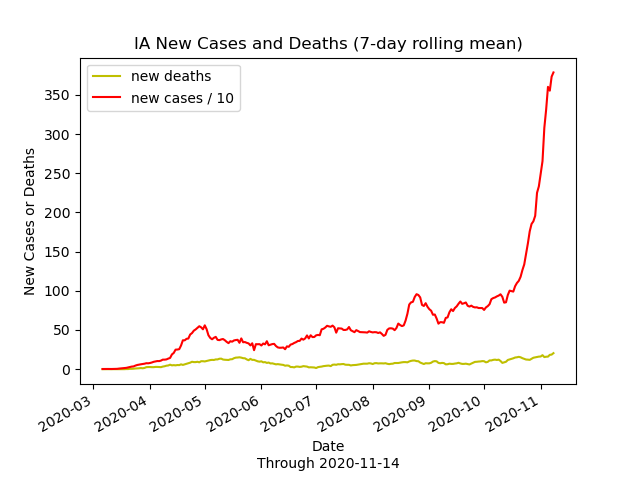 IA New Cases and Deaths (7-day rolling mean)
new deaths
new cases / 10
New Cases or Deaths
350
300
250
200
150
100
50
0
2020-03
2020-04
2020-05
2020-06
2020-07
2020-08
2020-09
2020-10
2020-11
Date
Through 2020-11-14